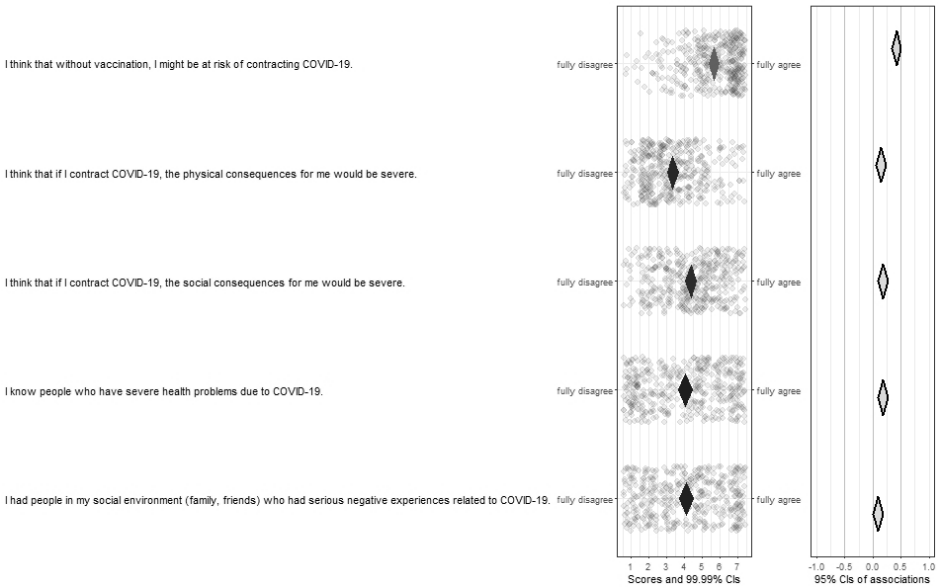 I think that without vaccination, I might be at risk of contracting COVID-19. fully disagree fully agree
I think that if I contract COVID-19, the physical consequences for me would be severe. fully disagree fully agree
I think that if I contract COVID-19, the social consequences for me would be severe. fully disagree fully agree
I know people who have severe health problems due to COVID-19. fully disagree fully agree
I had people in my social environment (family, friends) who had serious negative experiences related to COVID-19. fully disagree fully agree
1 2 3 4 5 6 7 -1.0 -0.5 0.0 0.5 1.0
Scores and 99.99% CIs 95% CIs of associations